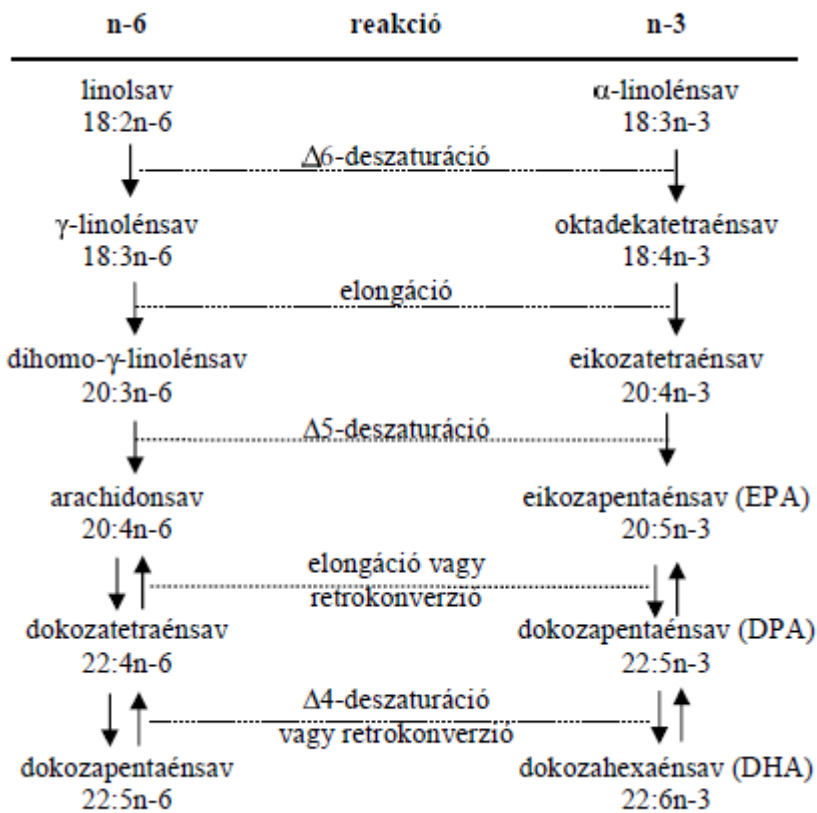 n-6 reakció n-3
linolsav α-linolénsav
18:2n-6 18:3n-3
Δ6-deszaturáció
γ-linolénsav oktadekatetraénsav
18:3n-6 18:4n-3
elongáció
dihomo-γ-linolénsav eikozatetraénsav
20:3n-6 20:4n-3
Δ5-deszaturáció
arachidonsav eikozapentaénsav (EPA)
20:4n-6 20:5n-3
elongáció vagy
retrokonverzió
dokozatetraénsav dokozapentaénsav (DPA)
22:4n-6 22:5n-3
Δ4-deszaturáció
vagy retrokonverzió
dokozapentaénsav dokozahexaénsav (DHA)
22:5n-6 22:6n-3